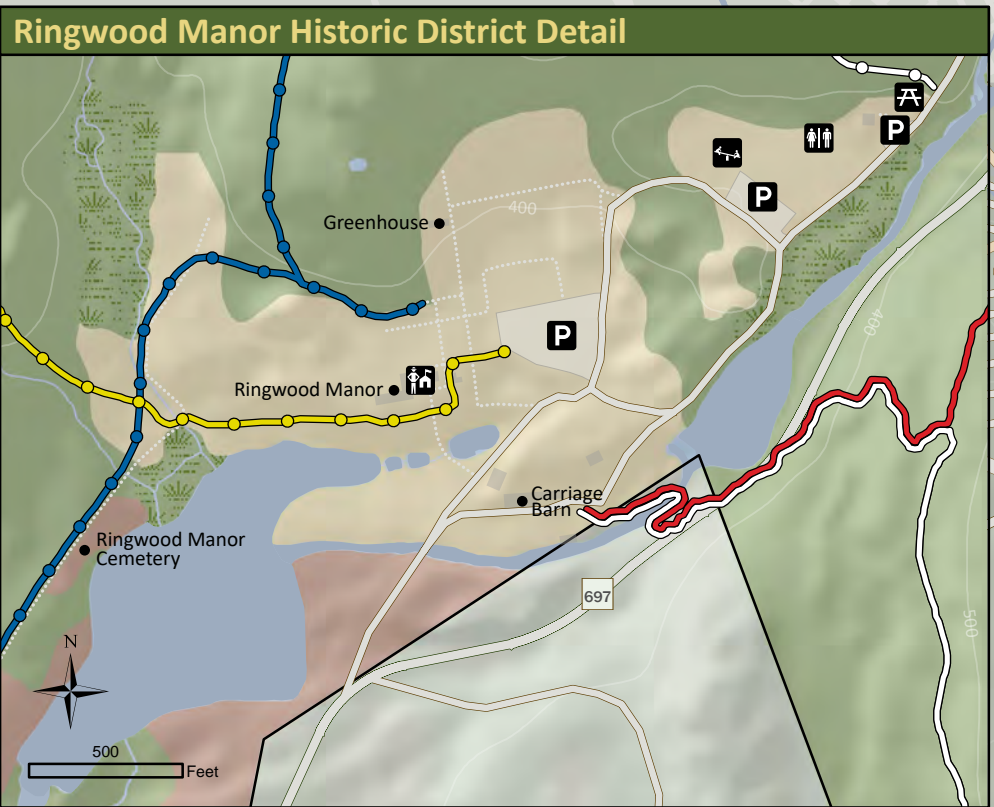 Ringwood Manor Historic District Detail
P
P
Greenhouse
400
400
P
Ringwood Manor
Carriage
Barn
Ringwood Manor
Cemetery
697
500
N
500
Feet